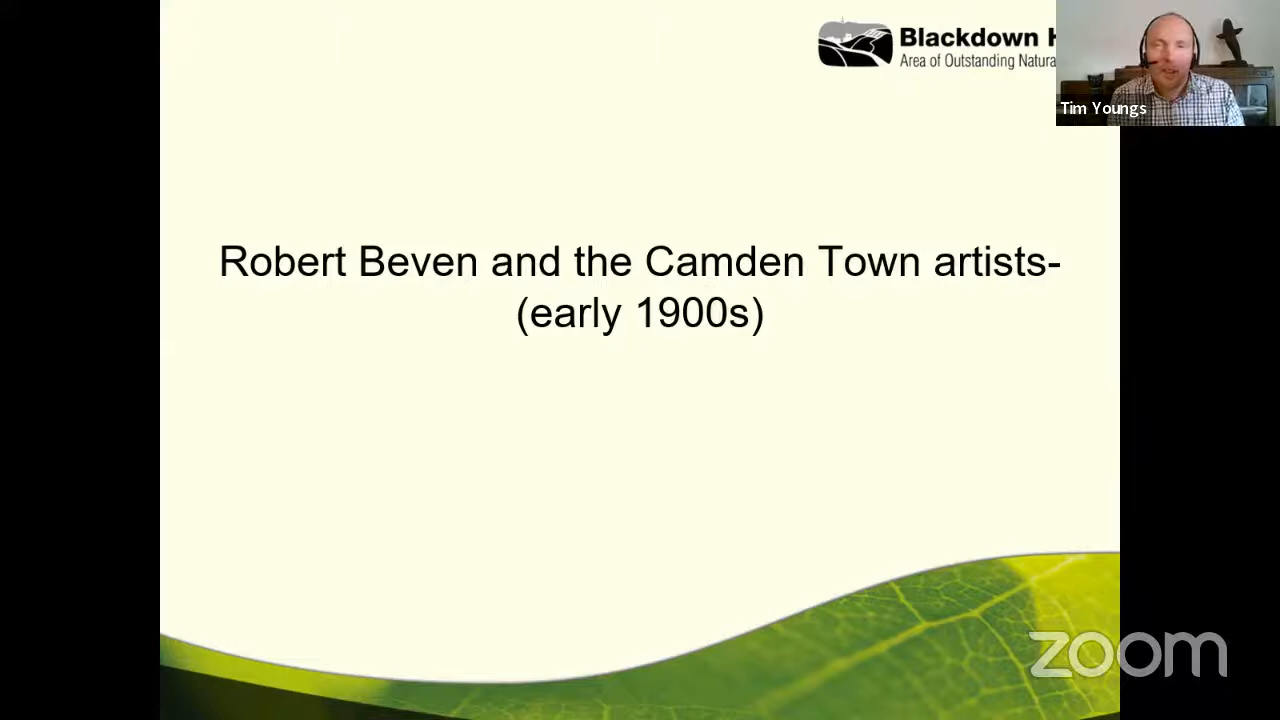 Blackdown H
Area of Outstanding Natura
Tim Youngs
Robert Beven and the Camden Town artists-
(early 1900s)
zoom